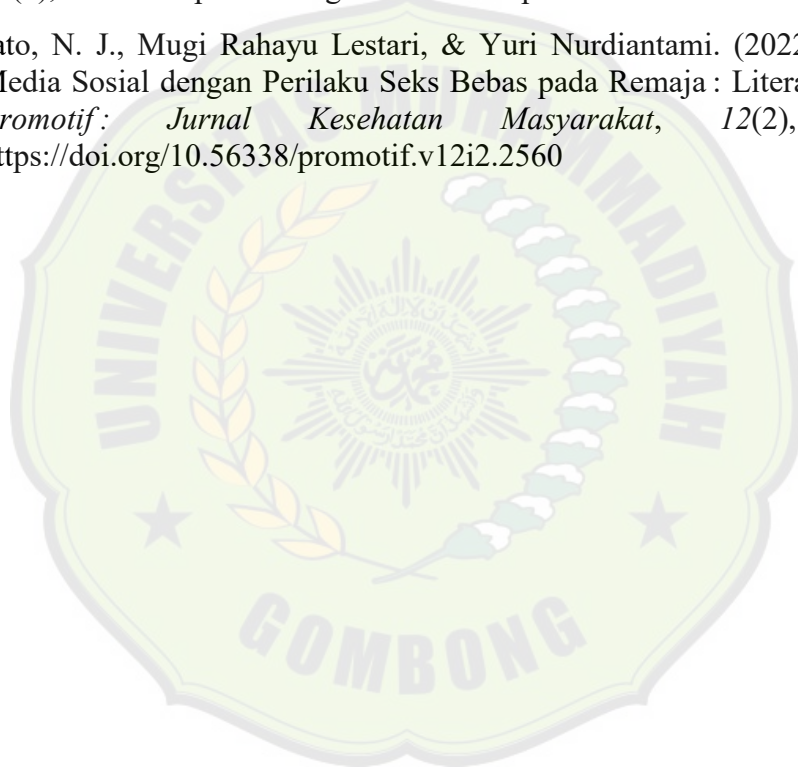 ato, N. J., Mugi Rahayu Lestari, & Yuri Nurdiantami. (2022
Media Sosial dengan Perilaku Seks Bebas pada Remaja : Litera
romotif : Jurnal Kesehatan Masyarakat, 12(2),
ttps://doi.org/10.56338/promotif.v12i2.2560
UNIVERSITAS MUHAMMADIYAH
GOMBONG